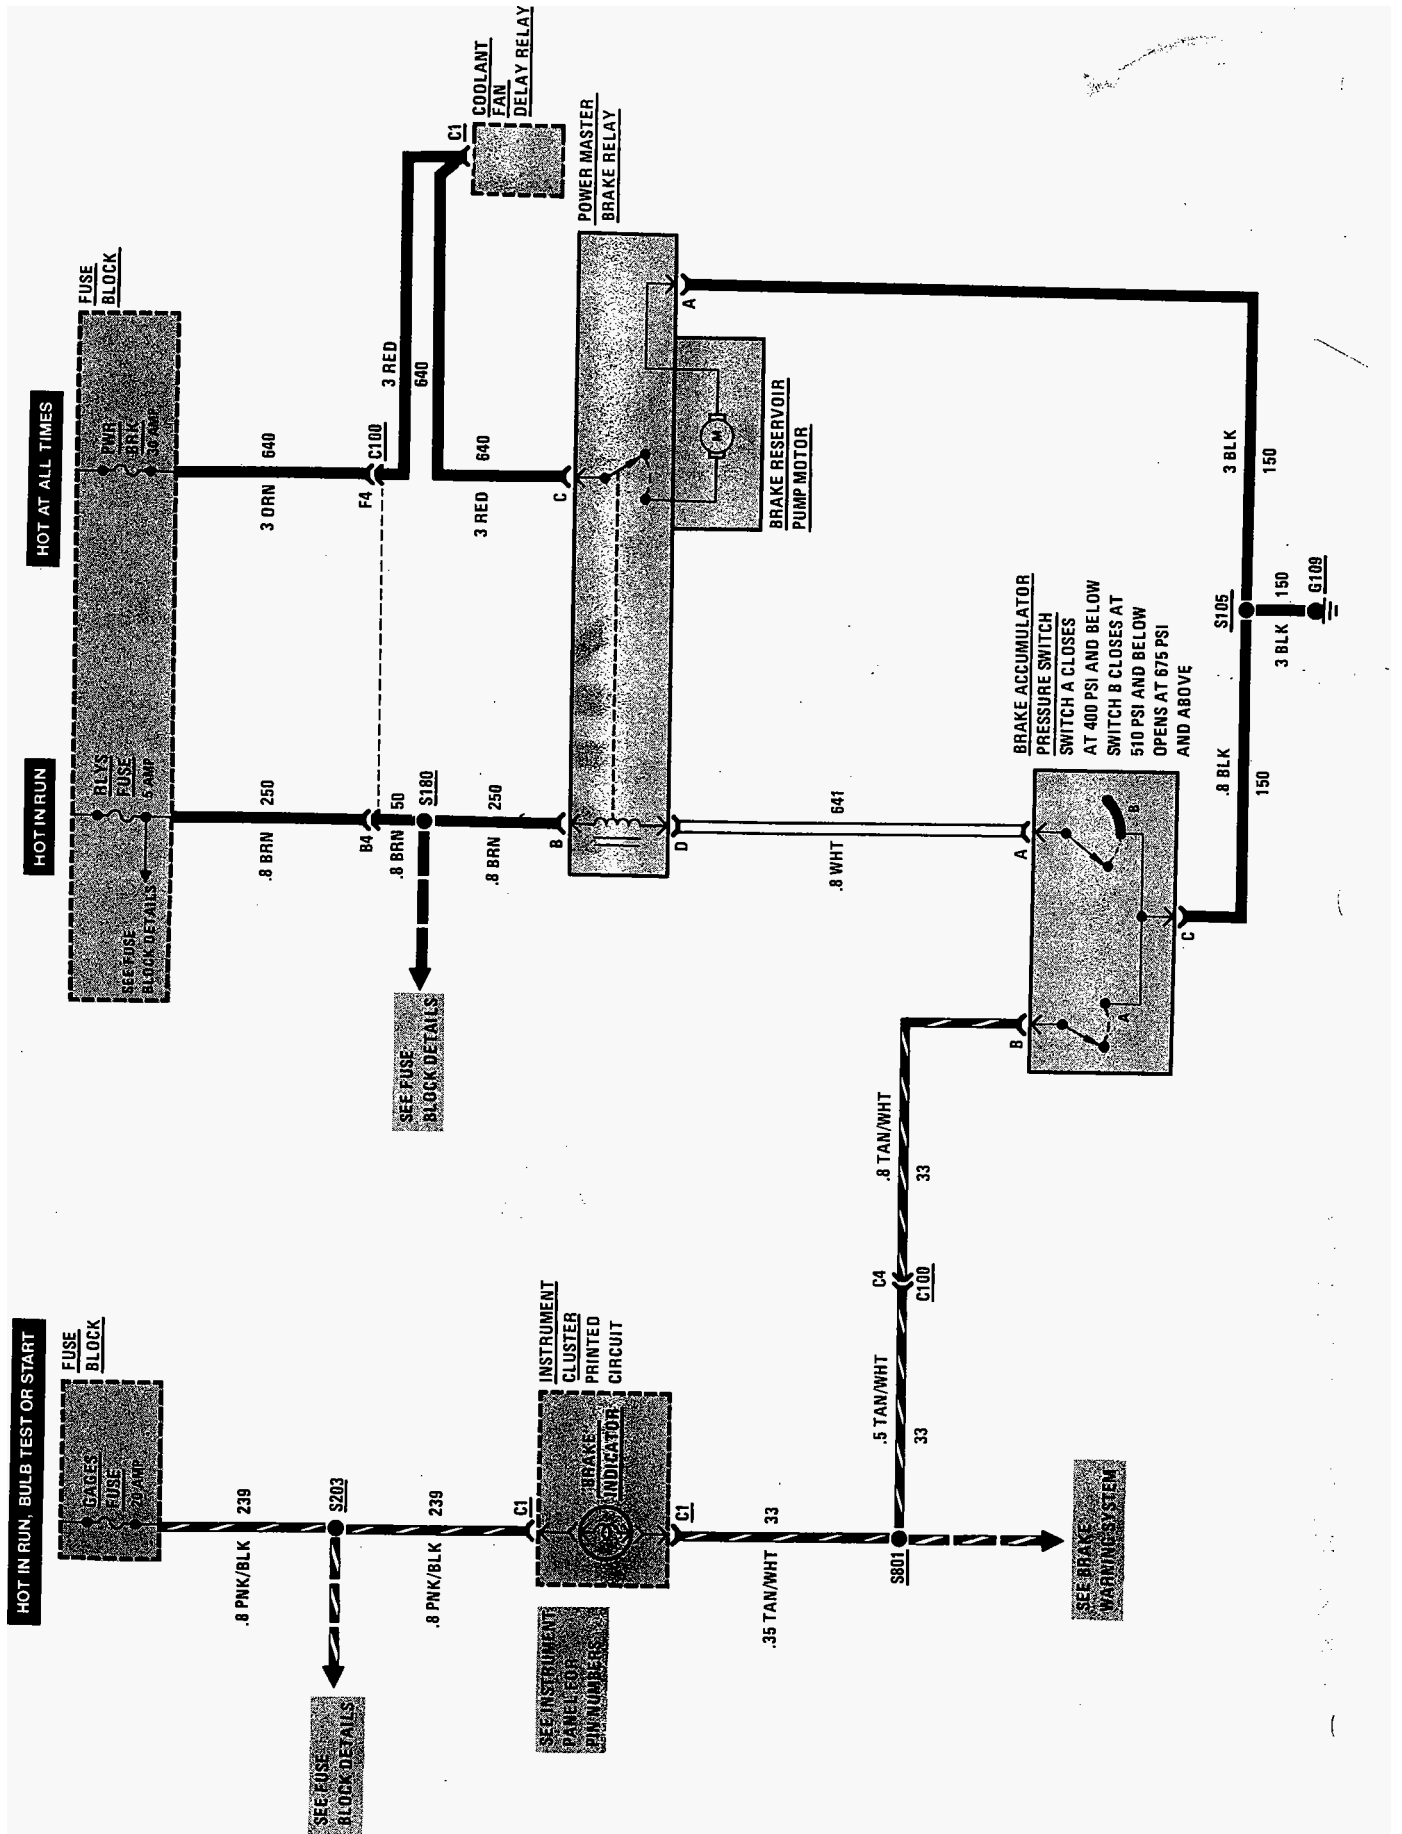 HOT IN RUN, BULB TEST OR START
HOT IN RUN
HOT AT ALL TIMES
FUSE
BLOCK
GAGES
FUSE
20 AMP
RLYS
FUSE
5 AMP
SEE FUSE
BLOCK DETAILS
PWR
BRK
30 AMP
FUSE
BLOCK
.8 PNK/BLK
239
S203
SEE FUSE
BLOCK DETAILS
.8 PNK/BLK
239
C1
INSTRUMENT
CLUSTER
PRINTED
CIRCUIT
BRAKE
INDICATOR
SEE INSTRUMENT
PANEL FOR
PIN NUMBERS
C1
.35 TAN/WHT
33
S801
SEE BRAKE
WARNING SYSTEM
.5 TAN/WHT
33
C4
C100
.8 TAN/WHT
33
.8 BRN
250
B4
.8 BRN
50
S180
SEE FUSE
BLOCK DETAILS
.8 BRN
250
B
3 ORN
640
F4
C100
3 RED
640
C1
COOLANT
FAN
DELAY RELAY
3 RED
640
C
POWER MASTER
BRAKE RELAY
A
D
M
BRAKE RESERVOIR
PUMP MOTOR
.8 WHT
641
A
B
BRAKE ACCUMULATOR
PRESSURE SWITCH
SWITCH A CLOSES
AT 400 PSI AND BELOW
SWITCH B CLOSES AT
510 PSI AND BELOW
OPENS AT 675 PSI
AND ABOVE
A
B
C
.8 BLK
150
S105
3 BLK
150
3 BLK
150
G109